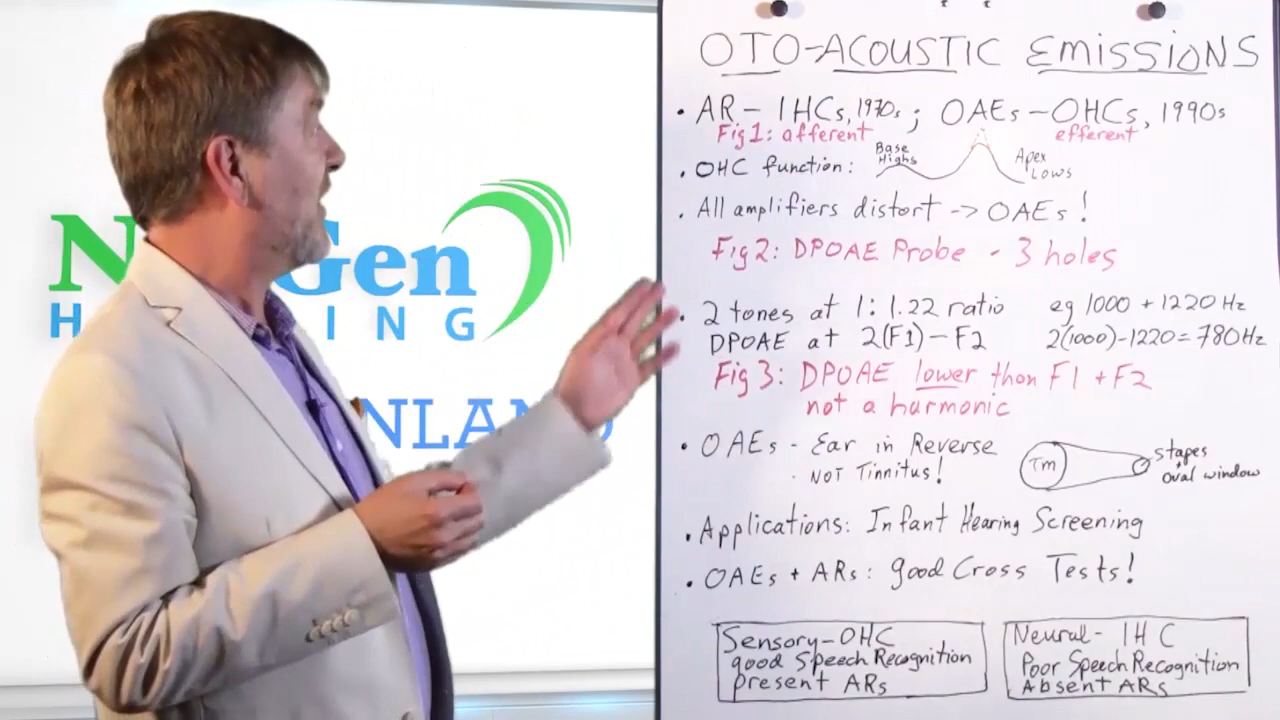 Gen
H
ING
NLAN
OTO-ACOUSTIC EMISSIONS
• AR - IHCs, 1970s ; OAEs - OHCs, 1990s
Fig 1: afferent efferent
• OHC function: Base Highs Apex Lows
• All amplifiers distort -> OAEs!
Fig 2: DPOAE Probe - 3 holes
• 2 tones at 1:1.22 ratio eg 1000 + 1220 Hz
DPOAE at 2(F1) - F2 2(1000)-1220 = 780Hz
Fig 3: DPOAE lower than F1 + F2
not a harmonic
• OAEs - Ear in Reverse
• NOT Tinnitus!
TM
stapes
+
oval window
• Applications: Infant Hearing Screening
• OAEs + ARs: good Cross Tests!
Sensory-OHC
good Speech Recognition
present ARs
Neural- IHC
Poor Speech Recognition
Absent ARs